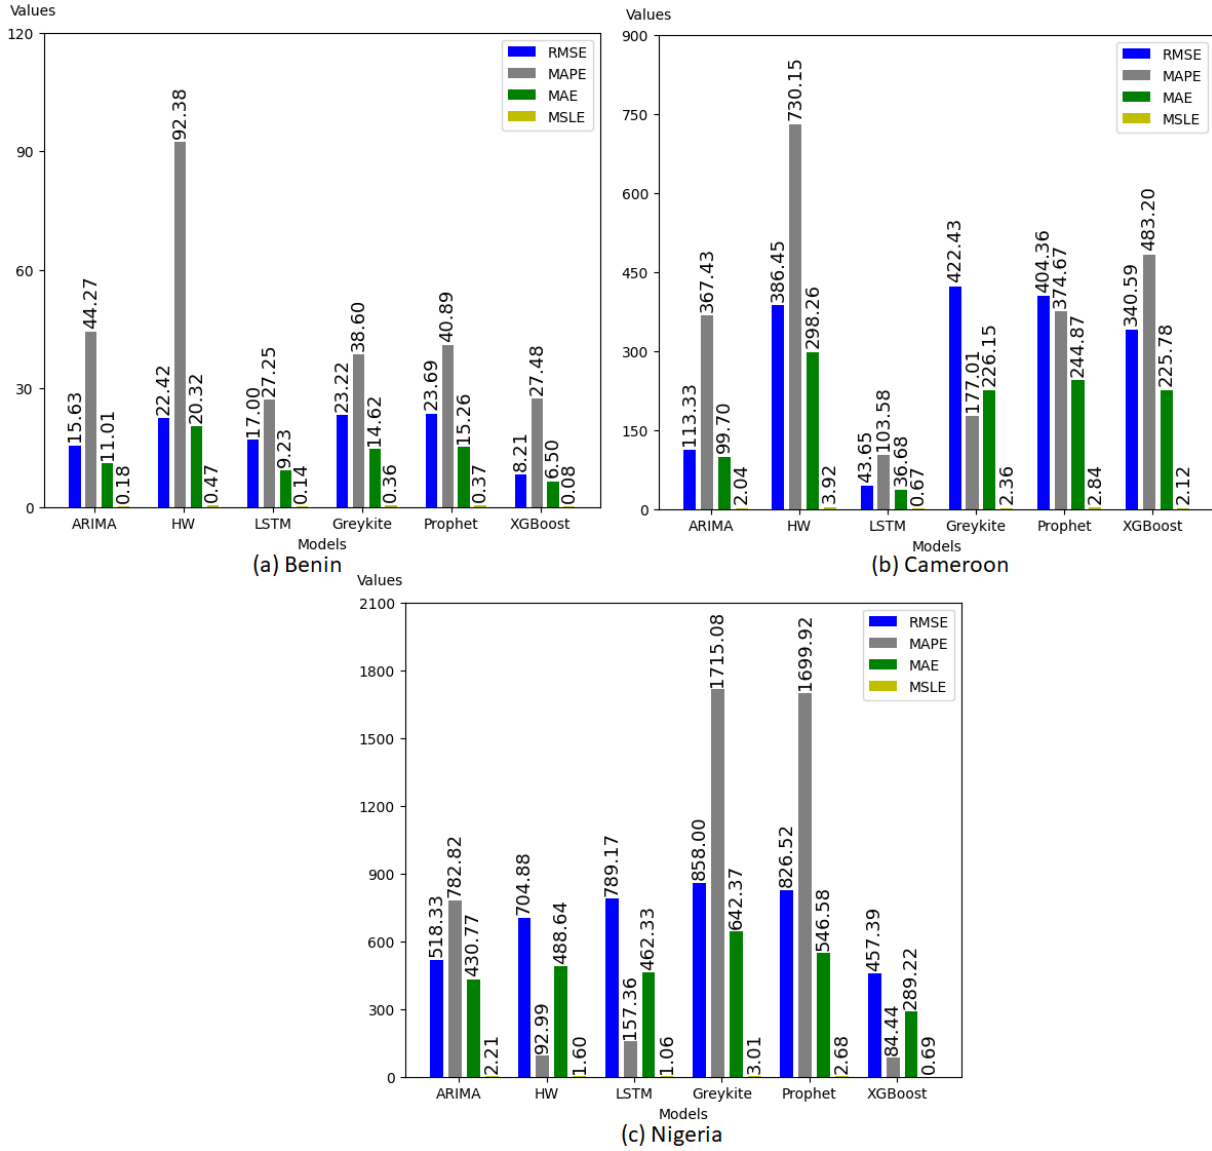 Values
120
90
60
30
0
RMSE
MAPE
MAE
MSLE
15.63
44.27
11.01
0.18
22.42
92.38
20.32
0.47
17.00
27.25
9.23
0.14
23.22
38.60
14.62
0.36
23.69
40.89
15.26
0.37
8.21
27.48
6.50
0.08
ARIMA
HW
LSTM
Greykite
Prophet
XGBoost
Models
(a) Benin
Values
900
750
600
450
300
150
0
RMSE
MAPE
MAE
MSLE
113.33
367.43
99.70
2.04
386.45
730.15
298.26
3.92
43.65
103.58
36.68
0.67
422.43
177.01
226.15
2.36
404.36
374.67
244.87
2.84
340.59
483.20
225.78
2.12
ARIMA
HW
LSTM
Greykite
Prophet
XGBoost
Models
(b) Cameroon
Values
2100
1800
1500
1200
900
600
300
0
RMSE
MAPE
MAE
MSLE
518.33
782.82
430.77
2.21
704.88
92.99
488.64
1.60
789.17
157.36
462.33
1.06
858.00
1715.08
642.37
3.01
826.52
1699.92
546.58
2.68
457.39
84.44
289.22
0.69
ARIMA
HW
LSTM
Greykite
Prophet
XGBoost
Models
(c) Nigeria